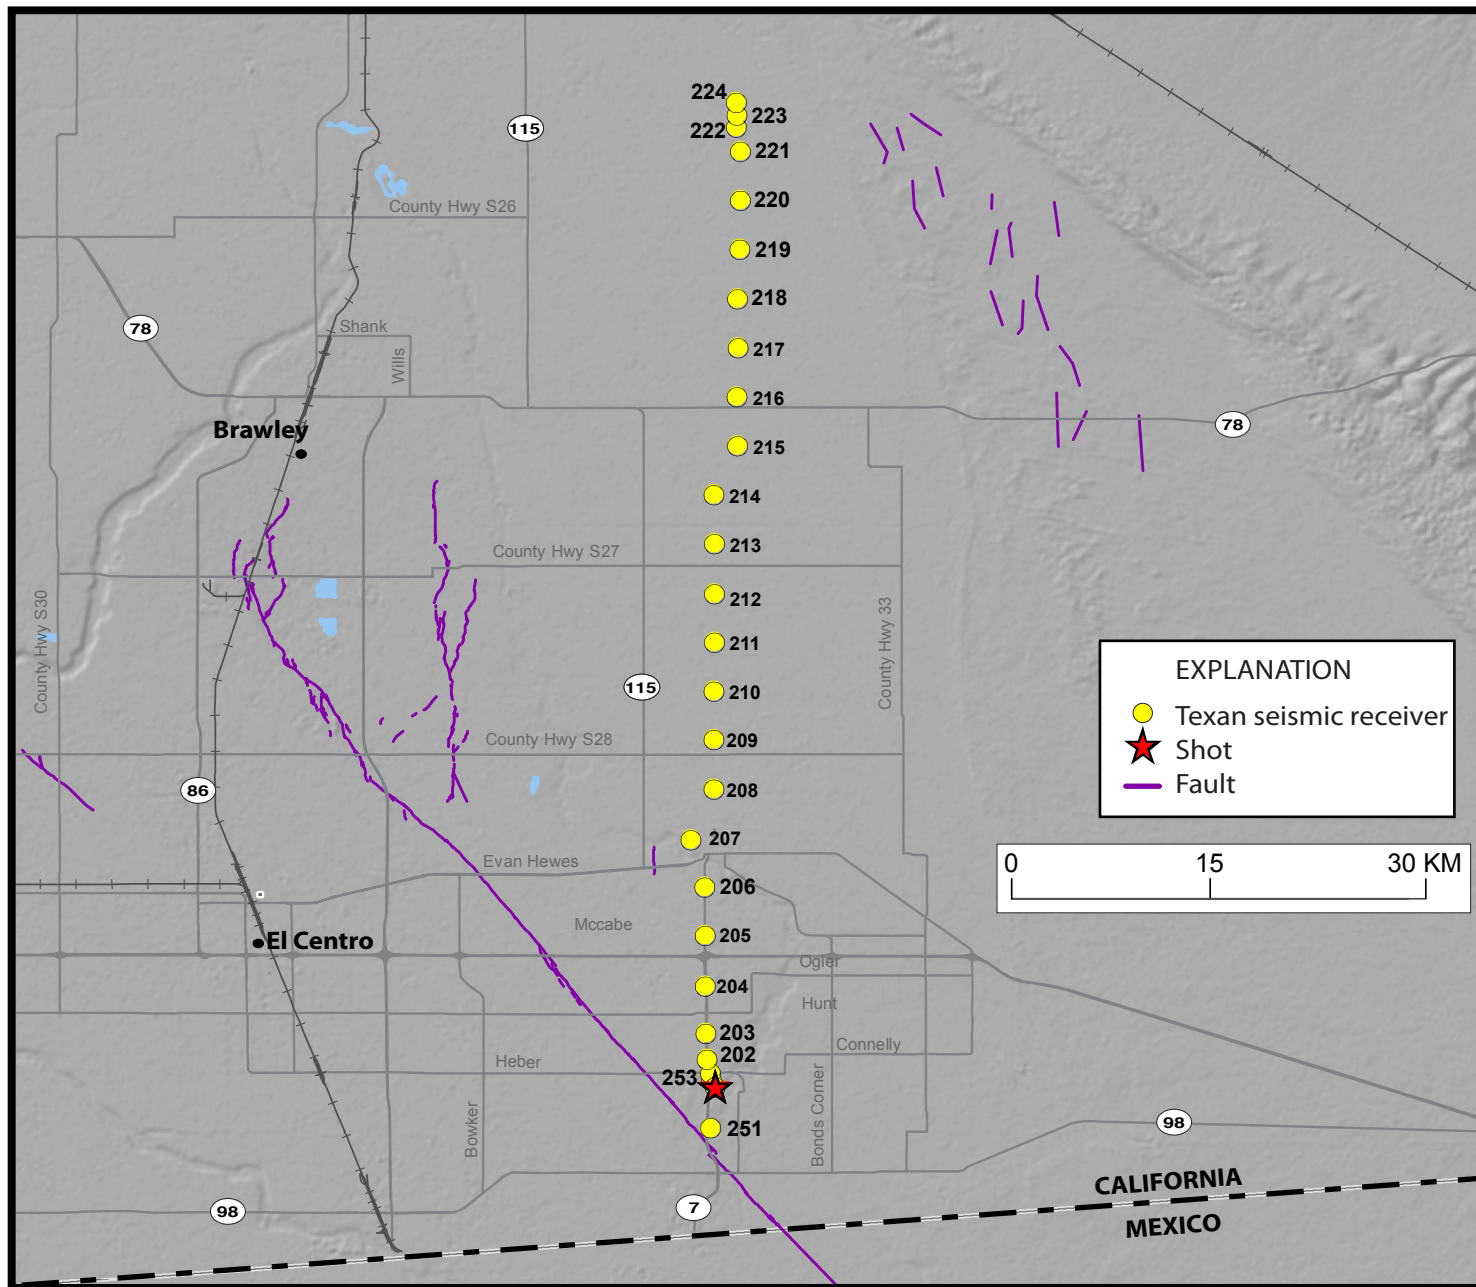 224
223
222
115
221
220
County Hwy S26
219
218
78
Shank
217
Wills
216
78
Brawley
215
214
213
County Hwy S27
212
County Hwy S30
County Hwy 33
211
EXPLANATION
115
210
Texan seismic receiver
209
County Hwy S28
Shot
Fault
86
208
207
Evan Hewes
0 15 30 KM
206
Mccabe
205
El Centro
Ogier
204
Hunt
203
Connelly
202
Heber
253
Bonds Corner
Bowker
251
98
CALIFORNIA
98
7
MEXICO